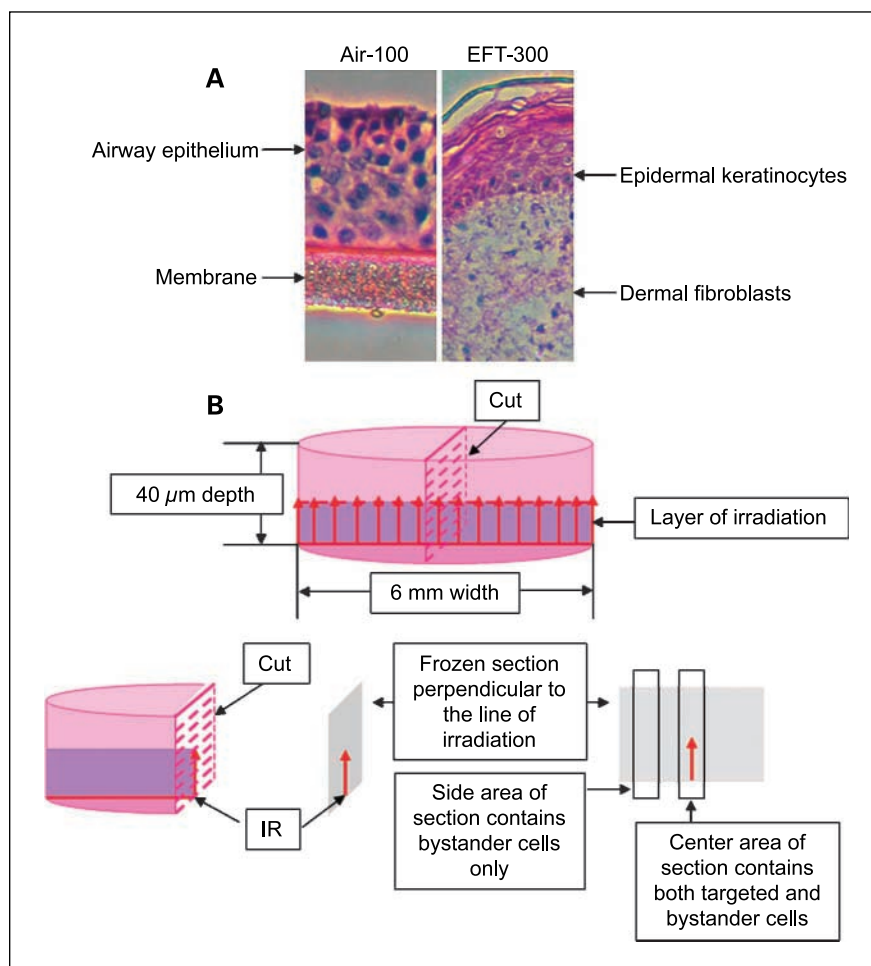 Air-100
EFT-300
A
Airway epithelium
Epidermal keratinocytes
Membrane
Dermal fibroblasts
B
Cut
40 µm depth
Layer of irradiation
6 mm width
Cut
Frozen section
perpendicular to
the line of
irradiation
IR
Side area of
section contains
bystander cells
only
Center area of
section contains
both targeted and
bystander cells